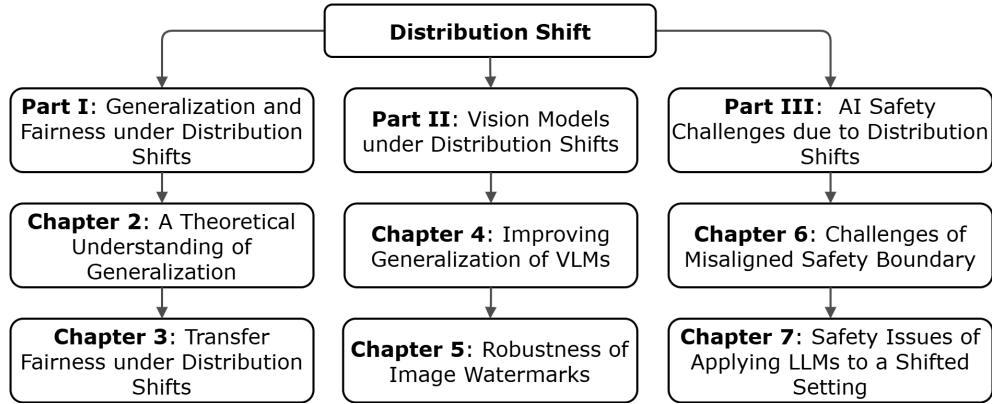 Distribution Shift
Part I: Generalization and
Fairness under Distribution
Shifts
Part II: Vision Models
under Distribution Shifts
Part III: AI Safety
Challenges due to Distribution
Shifts
Chapter 2: A Theoretical
Understanding of
Generalization
Chapter 4: Improving
Generalization of VLMs
Chapter 6: Challenges of
Misaligned Safety Boundary
Chapter 3: Transfer
Fairness under Distribution
Shifts
Chapter 5: Robustness of
Image Watermarks
Chapter 7: Safety Issues of
Applying LLMs to a Shifted
Setting